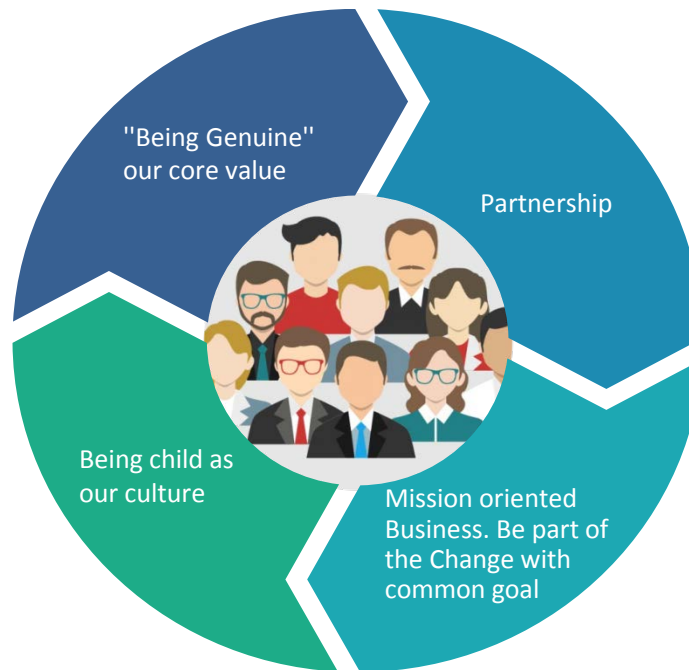 "Being Genuine"
our core value
Partnership
Mission oriented
Business. Be part of
the Change with
common goal
Being child as
our culture